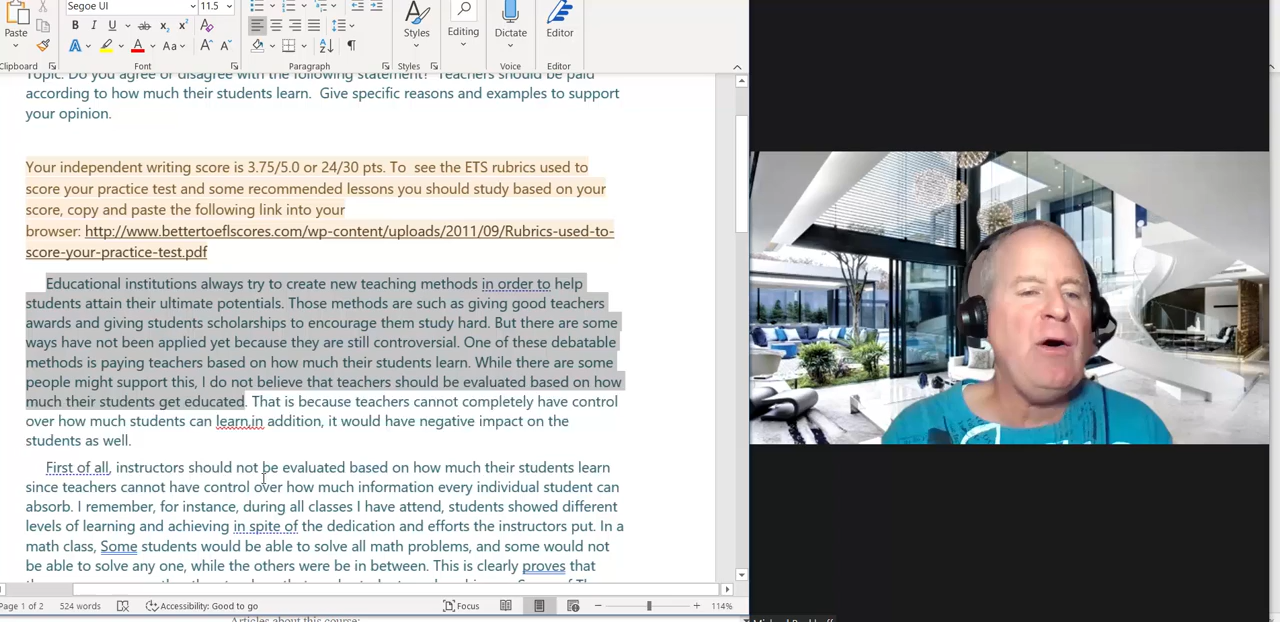 Segoe UI
11.5
Paste
Clipboard
Font
Paragraph
Styles
Styles
Editing
Dictate
Voice
Editor
Editor
Topic: Do you agree or disagree with the following statement? Teachers should be paid
according to how much their students learn. Give specific reasons and examples to support
your opinion.
Your independent writing score is 3.75/5.0 or 24/30 pts. To see the ETS rubrics used to
score your practice test and some recommended lessons you should study based on your
score, copy and paste the following link into your
browser: http://www.bettertoeflscores.com/wp-content/uploads/2011/09/Rubrics-used-to-
score-your-practice-test.pdf
Educational institutions always try to create new teaching methods in order to help
students attain their ultimate potentials. Those methods are such as giving good teachers
awards and giving students scholarships to encourage them study hard. But there are some
ways have not been applied yet because they are still controversial. One of these debatable
methods is paying teachers based on how much their students learn. While there are some
people might support this, I do not believe that teachers should be evaluated based on how
much their students get educated. That is because teachers cannot completely have control
over how much students can learn,in addition, it would have negative impact on the
students as well.
First of all, instructors should not be evaluated based on how much their students learn
since teachers cannot have control over how much information every individual student can
absorb. I remember, for instance, during all classes I have attend, students showed different
levels of learning and achieving in spite of the dedication and efforts the instructors put. In a
math class, Some students would be able to solve all math problems, and some would not
be able to solve any one, while the others were be in between. This is clearly proves that
Page 1 of 2
524 words
Accessibility: Good to go
Focus
114%
Articles about this course: